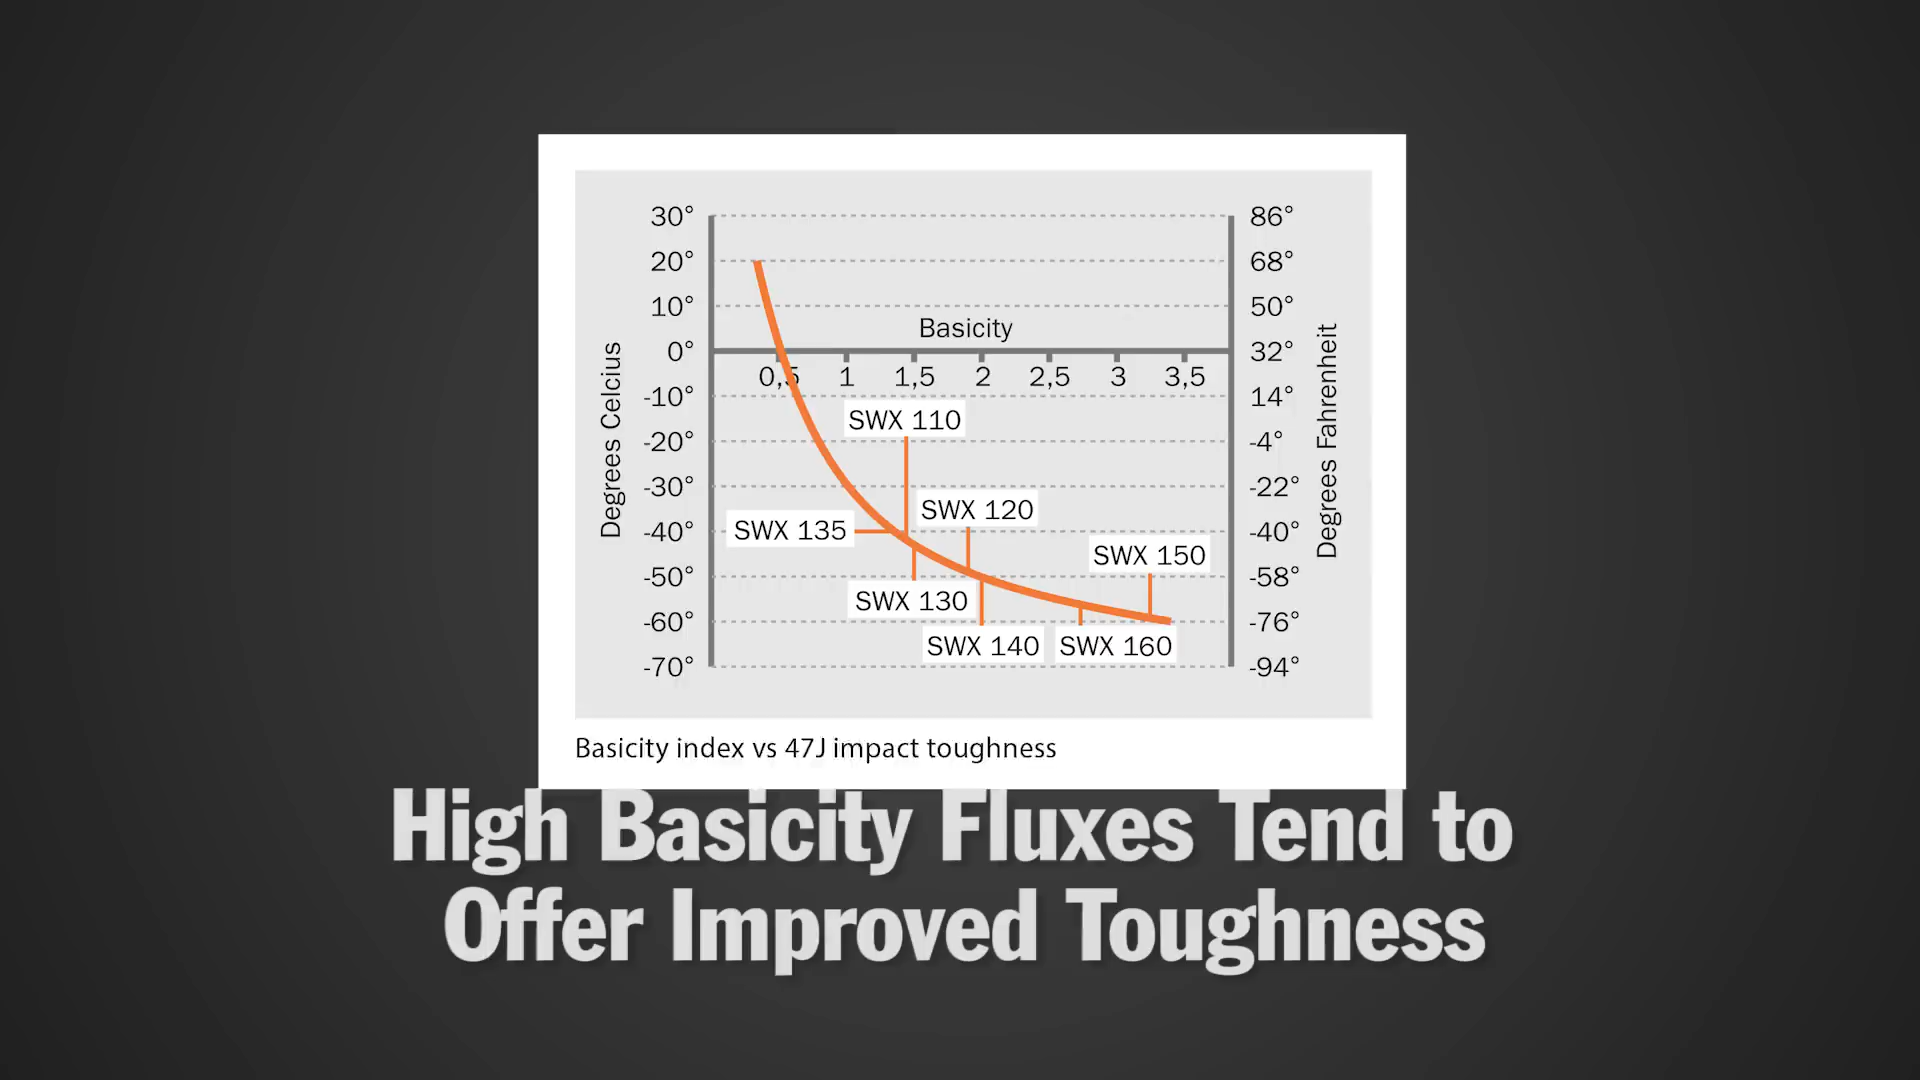 30° 86°
20° 68°
10° 50°
Basicity
0° 32°
0,5 1 1,5 2 2,5 3 3,5
-10° 14°
SWX 110
-20° -4°
Degrees Celcius
Degrees Fahrenheit
-30° -22°
SWX 120
SWX 135
-40° -40°
SWX 150
-50° -58°
SWX 130
-60° -76°
SWX 140 SWX 160
-70° -94°
Basicity index vs 47J impact toughness
High Basicity Fluxes Tend to
Offer Improved Toughness